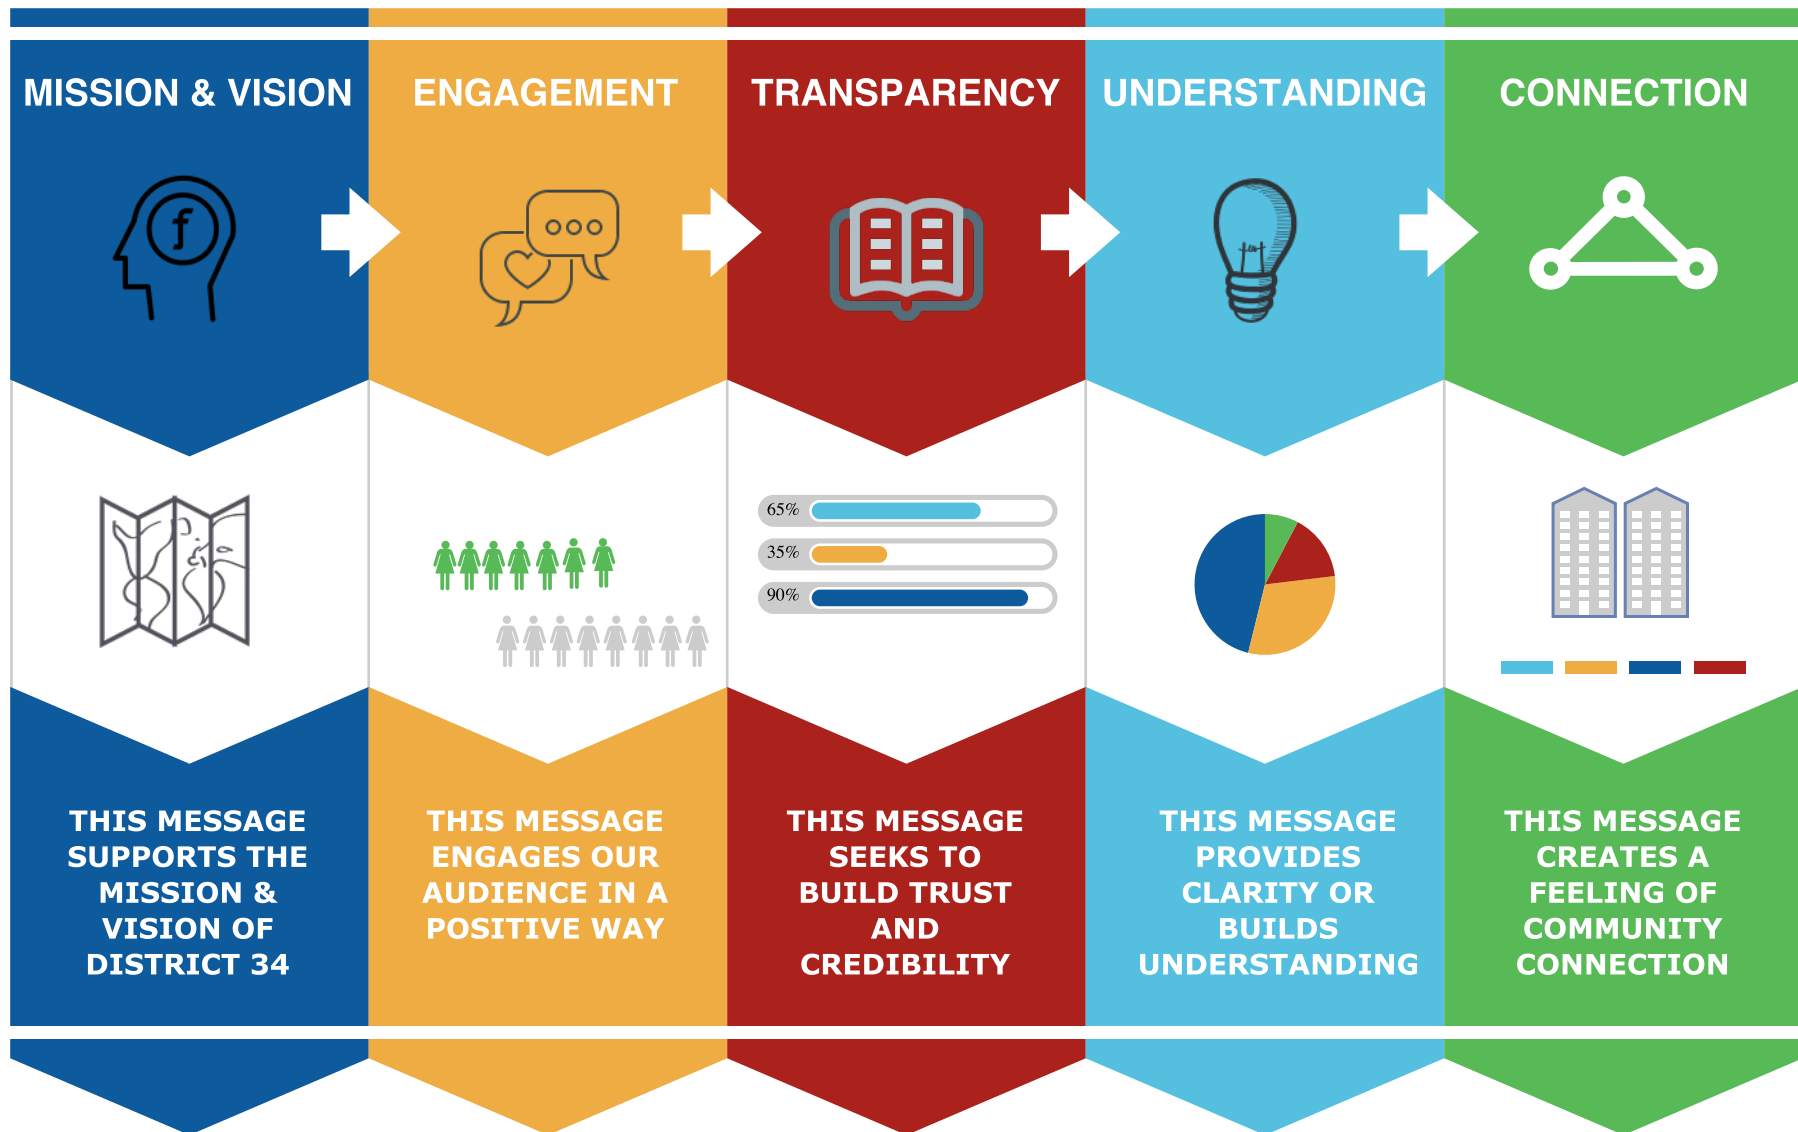 MISSION & VISION
ENGAGEMENT
TRANSPARENCY
UNDERSTANDING
CONNECTION
f
65%
35%
90%
THIS MESSAGE
SUPPORTS THE
MISSION &
VISION OF
DISTRICT 34
THIS MESSAGE
ENGAGES OUR
AUDIENCE IN A
POSITIVE WAY
THIS MESSAGE
SEEKS TO
BUILD TRUST
AND
CREDIBILITY
THIS MESSAGE
PROVIDES
CLARITY OR
BUILDS
UNDERSTANDING
THIS MESSAGE
CREATES A
FEELING OF
COMMUNITY
CONNECTION